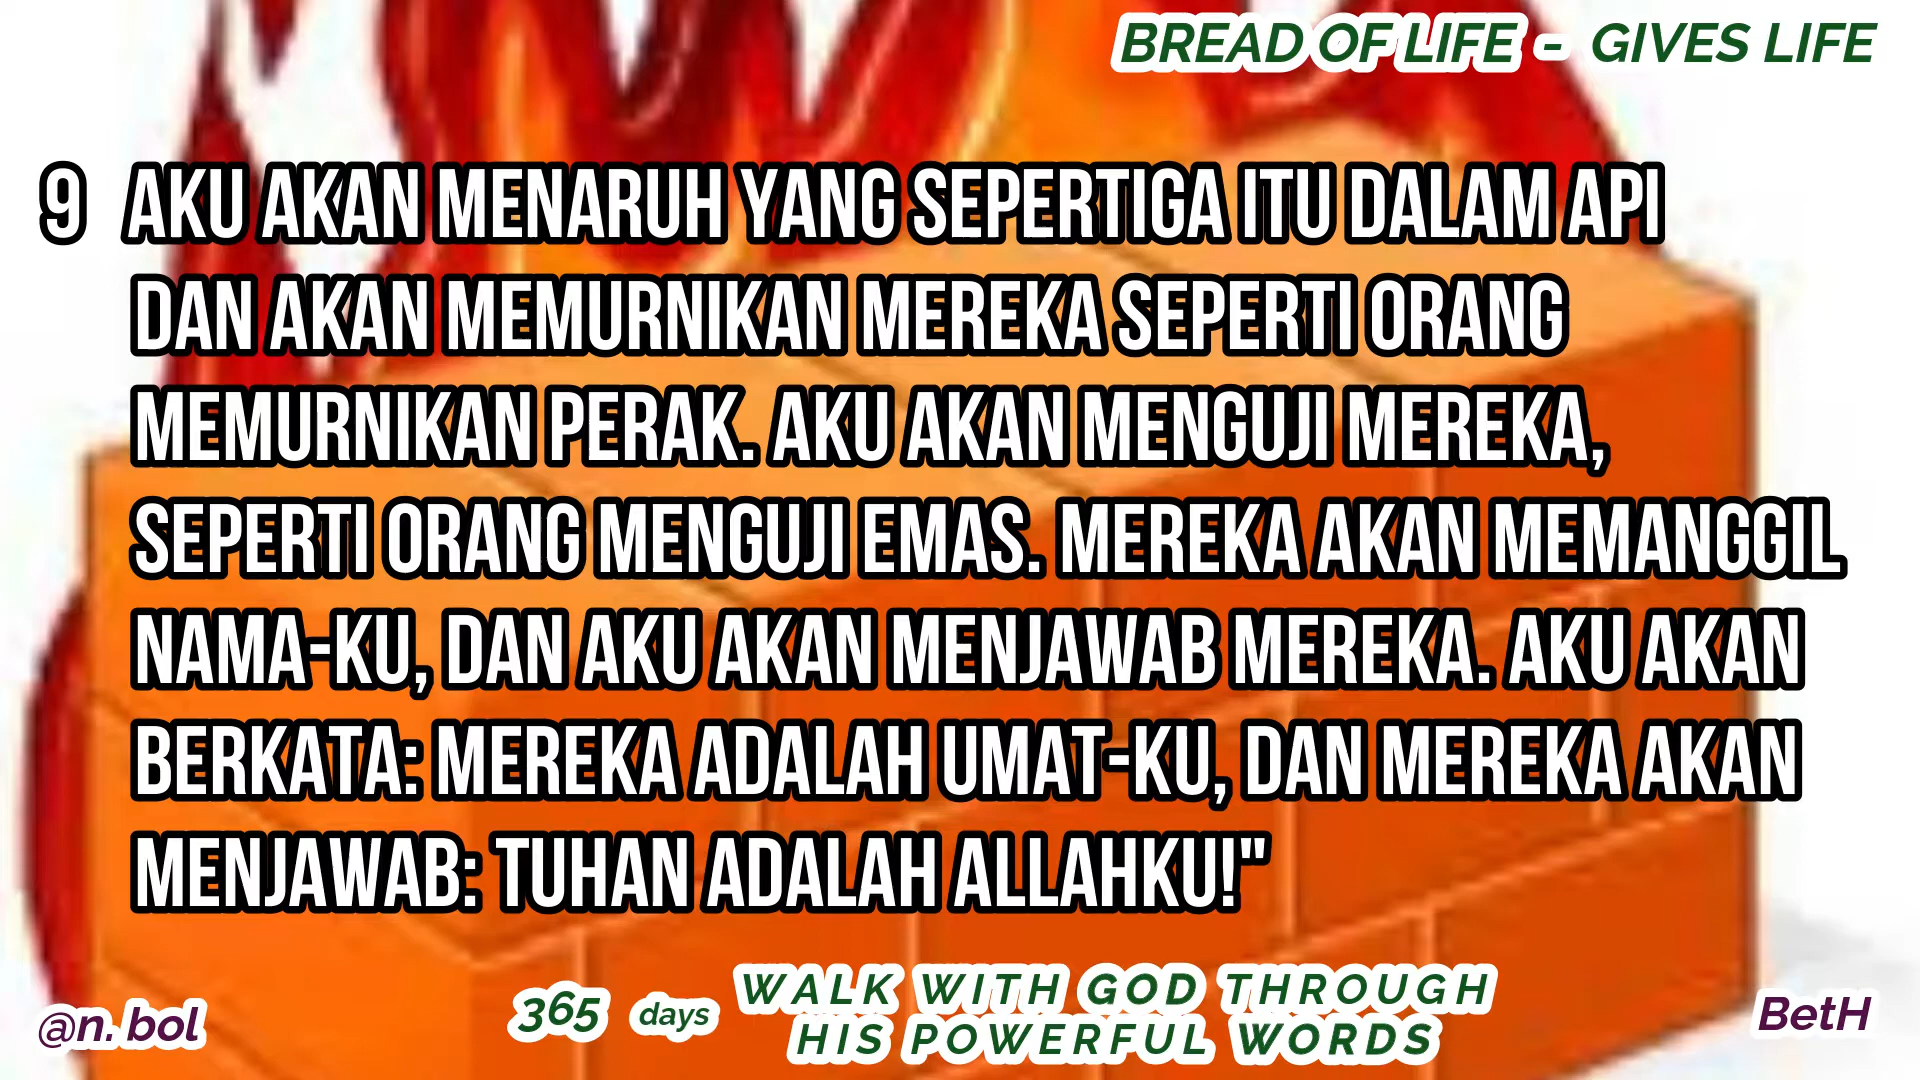 BREAD OF LIFE - GIVES LIFE
9 AKU AKAN MENARUH YANG SEPERTIGA ITU DALAM API
DAN AKAN MEMURNIKAN MEREKA SEPERTI ORANG
MEMURNIKAN PERAK. AKU AKAN MENGUJI MEREKA,
SEPERTI ORANG MENGUJI EMAS. MEREKA AKAN MEMANGGIL
NAMA-KU, DAN AKU AKAN MENJAWAB MEREKA. AKU AKAN
BERKATA: MEREKA ADALAH UMAT-KU, DAN MEREKA AKAN
MENJAWAB: TUHAN ADALAH ALLAHKU!"
@n. bol
365 days
WALK WITH GOD THROUGH
HIS POWERFUL WORDS
BetH